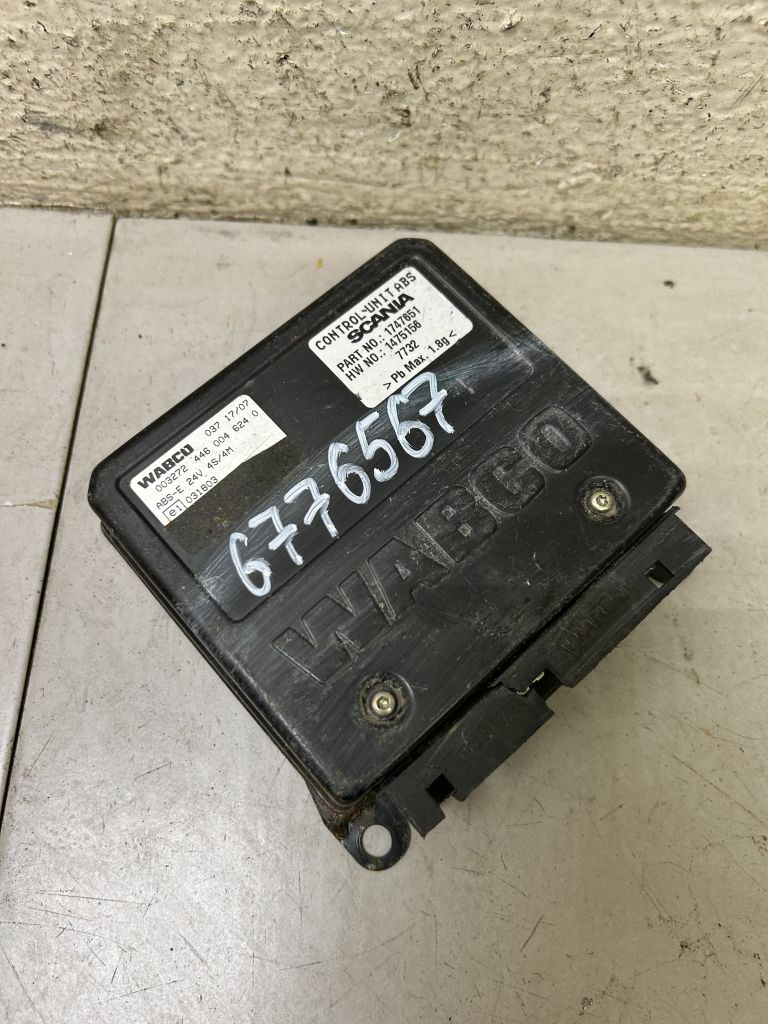 CONTROL-UNIT ABS
SCANIA
PART NO.: 1747651
HW NO.: 1475156
7732
> Pb Max. 1.8g <
WABCO 037 17/07
003272 446 004 624 0
ABS-E 24V 4S/4M
e1 031803
6776567
WABCO